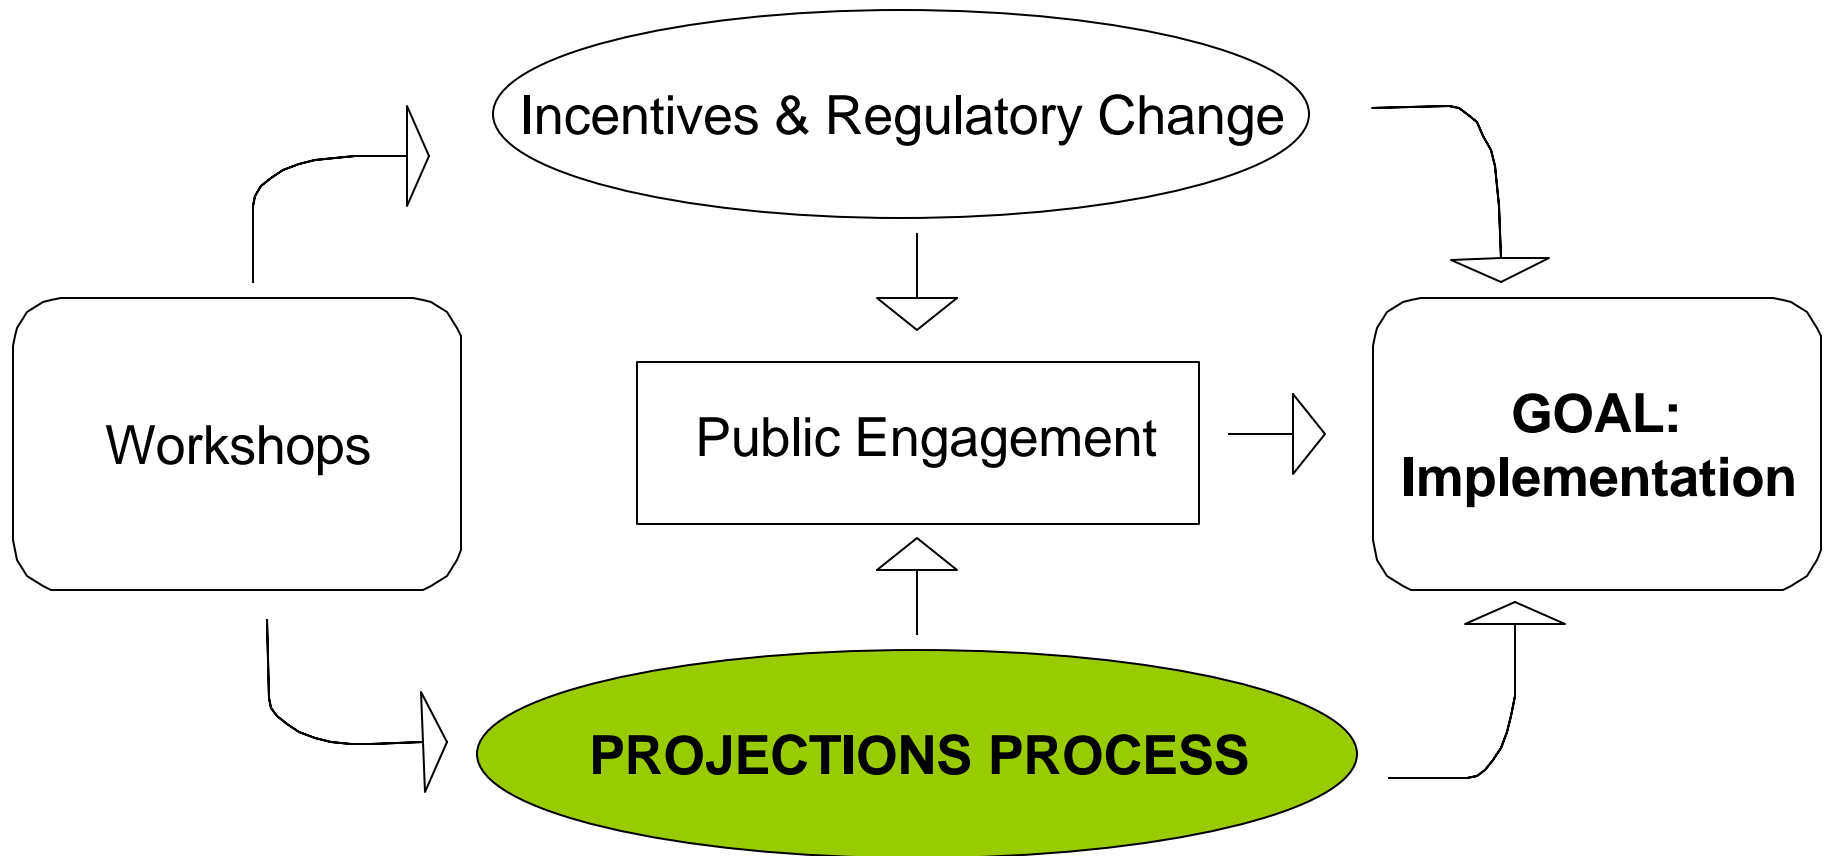 Incentives & Regulatory Change
Workshops
Public Engagement
GOAL:
Implementation
PROJECTIONS PROCESS